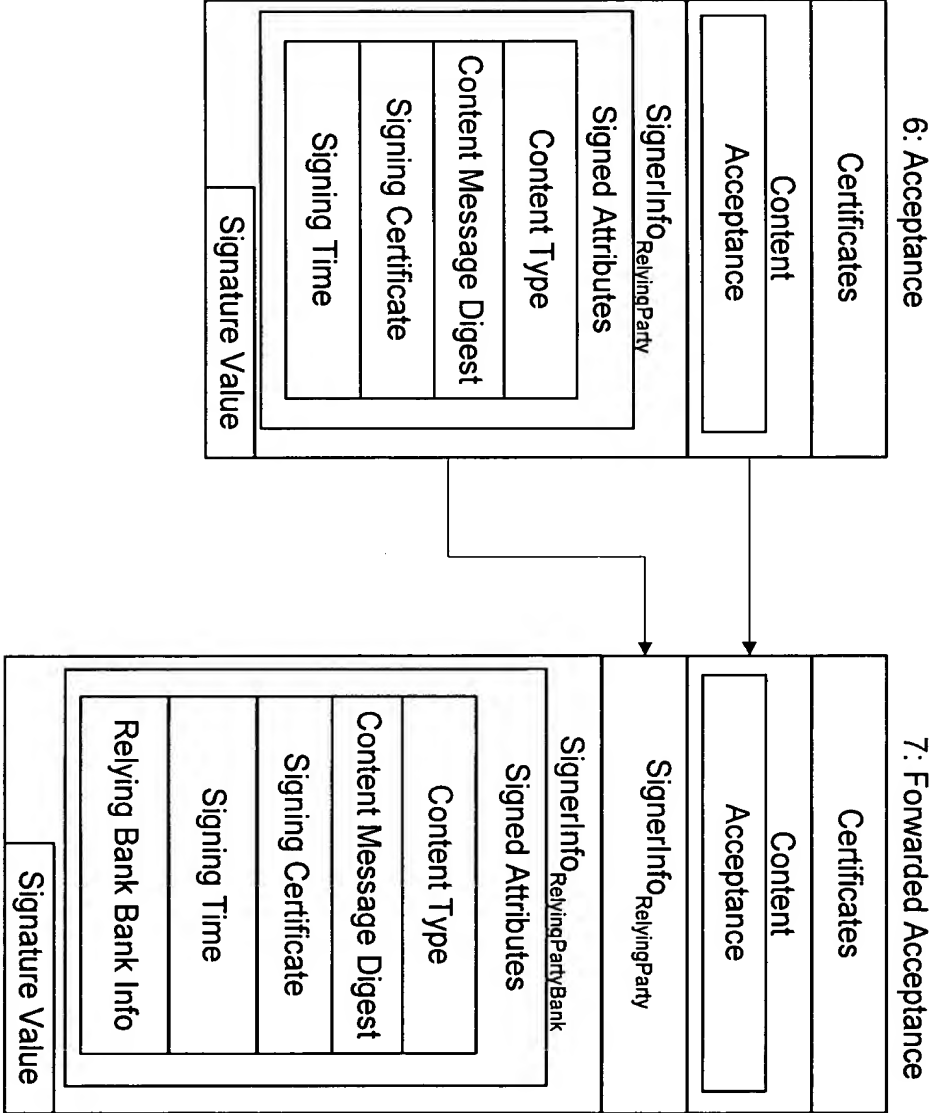 6: Acceptance
Certificates
Content
Acceptance
SignerInfoRelyingParty
Signed Attributes
Content Type
Content Message Digest
Signing Certificate
Signing Time
Signature Value
7: Forwarded Acceptance
Certificates
Content
Acceptance
SignerInfoRelyingParty
SignerInfoRelyingPartyBank
Signed Attributes
Content Type
Content Message Digest
Signing Certificate
Signing Time
Relying Bank Bank Info
Signature Value